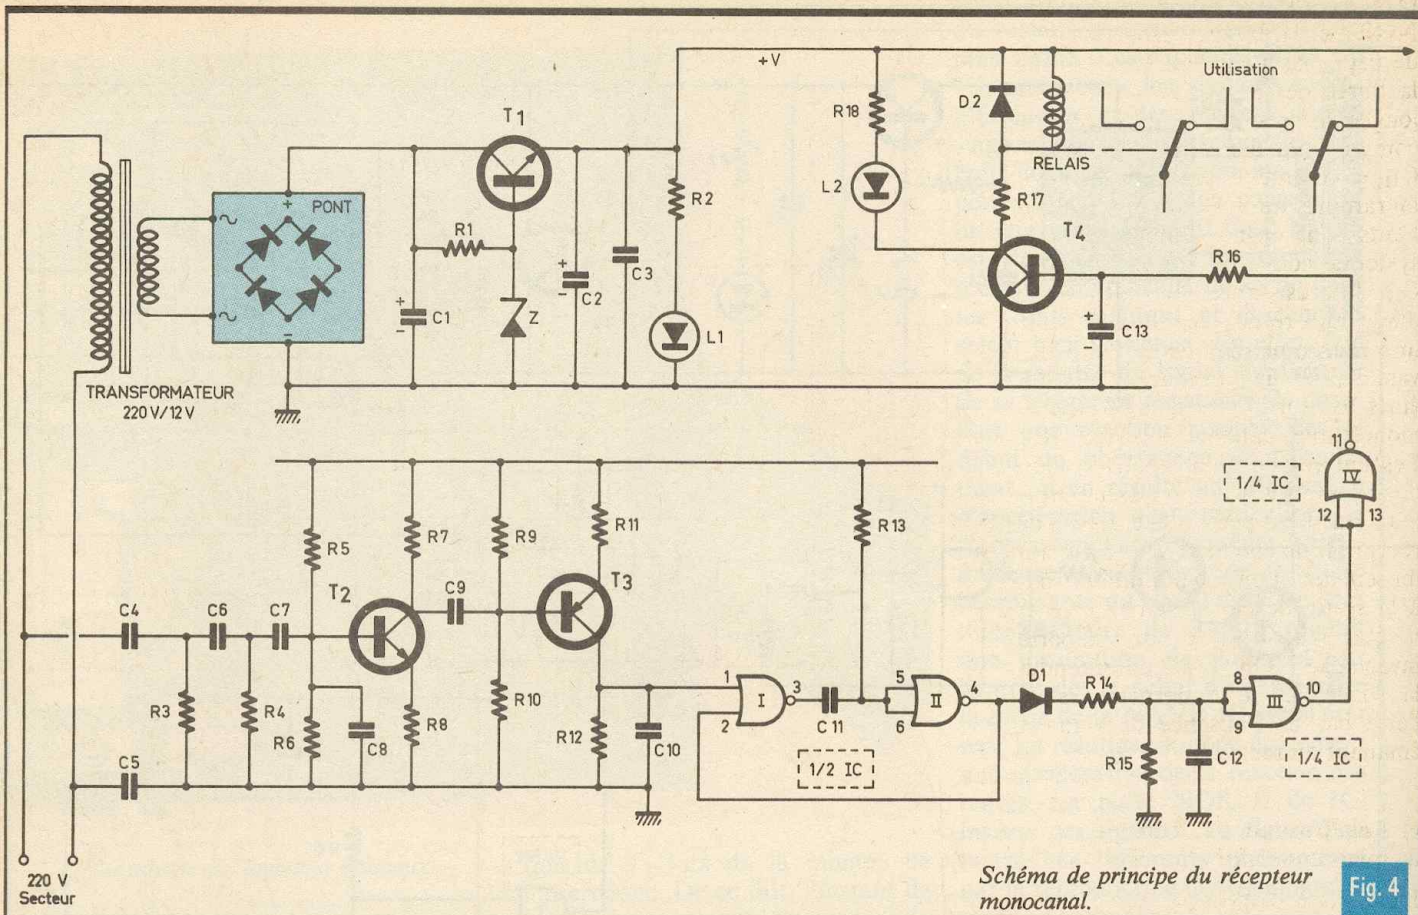 +V
Utilisation
T1
R18
D2
RELAIS
PONT
+
~
~
−
R1
R2
L2
R17
T4
R16
+
−
C1
Z
+
−
C2
C3
L1
+
−
C13
TRANSFORMATEUR
220 V/12 V
11
IV
1/4 IC
12
13
R5
R7
R9
R11
R13
T2
C9
T3
C4
C6
C7
R3
R4
R6
C8
R8
R10
R12
C10
C5
1
2
I
3
C11
5
6
II
4
D1
R14
R15
C12
8
9
III
10
1/2 IC
1/4 IC
220 V
Secteur
Schéma de principe du récepteur
monocanal.
Fig. 4